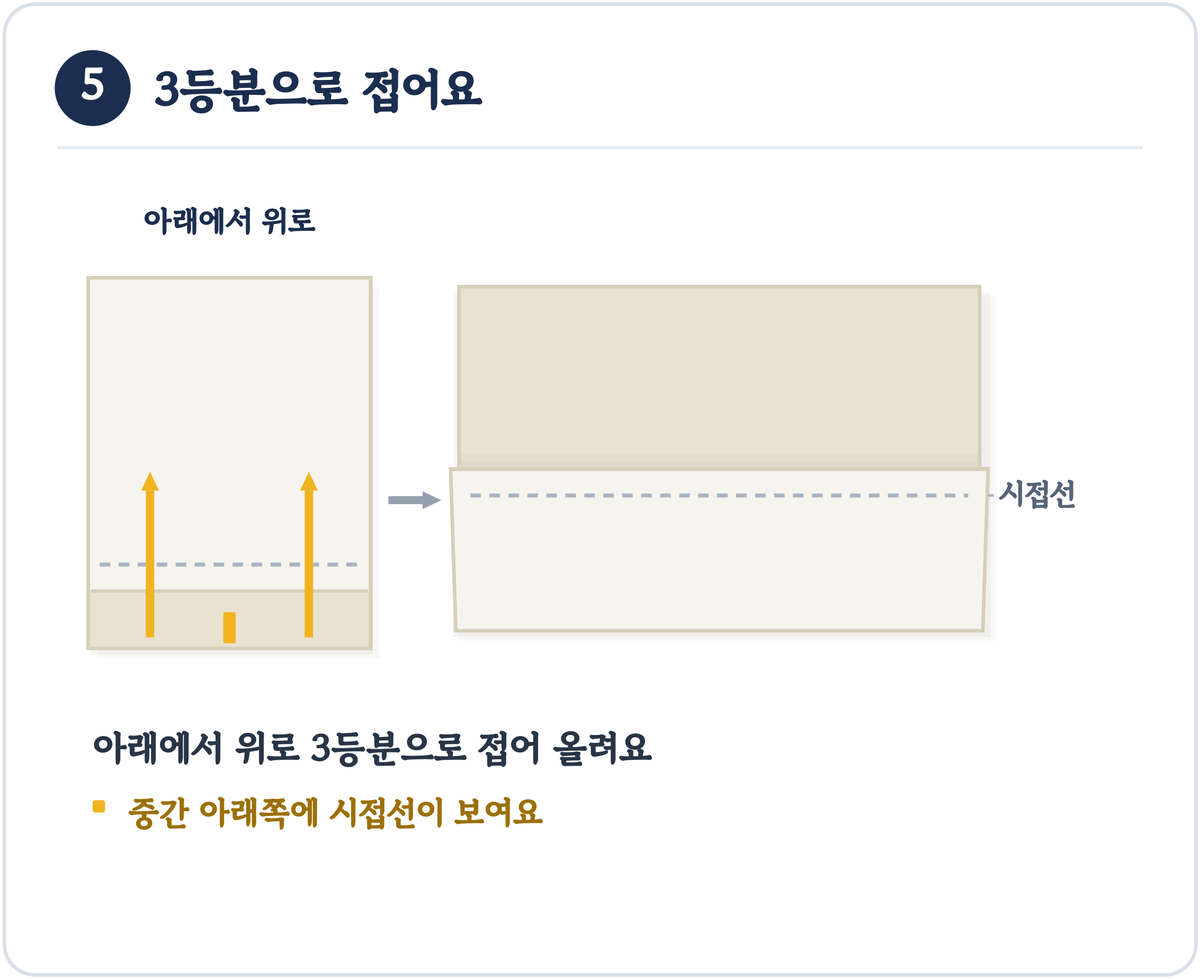 5 3등분으로 접어요
아래에서 위로
시접선
아래에서 위로 3등분으로 접어 올려요
중간 아래쪽에 시접선이 보여요